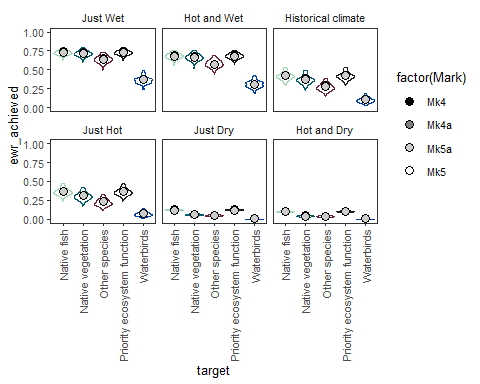 Just Wet
Hot and Wet
Historical climate
1.00
0.75
0.50
0.25
0.00
Just Hot
Just Dry
Hot and Dry
1.00
0.75
0.50
0.25
0.00
ewr_achieved
Native fish
Native vegetation
Other species
Priority ecosystem function
Waterbirds
Native fish
Native vegetation
Other species
Priority ecosystem function
Waterbirds
Native fish
Native vegetation
Other species
Priority ecosystem function
Waterbirds
target
factor(Mark)
Mk4
Mk4a
Mk5a
Mk5